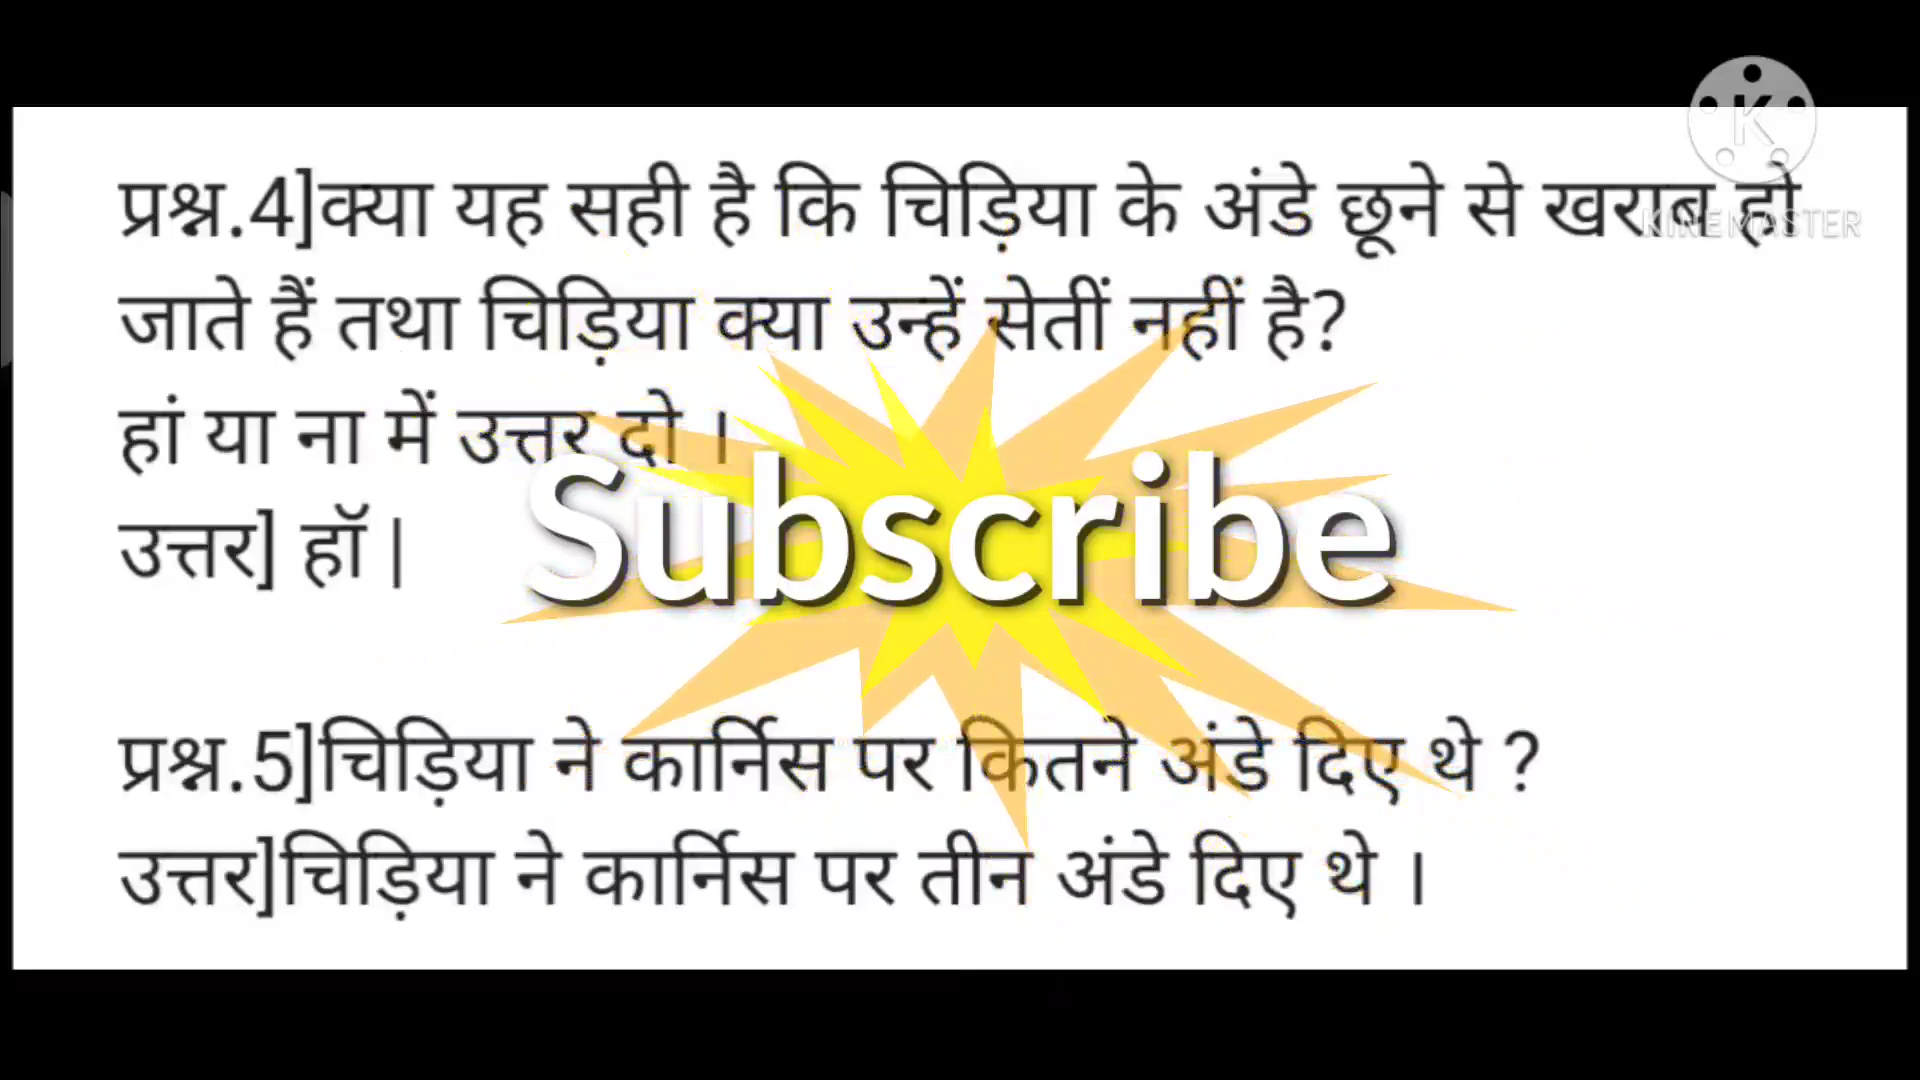 प्रश्न.4]क्या यह सही है कि चिड़िया के अंडे छूने से खराब हो
KINEMASTER
जाते हैं तथा चिड़िया क्या उन्हें सेतीं नहीं है?
हां या ना में उत्तर दो ।
Subscribe
उत्तर] हॉ |
प्रश्न.5]चिड़िया ने कार्निस पर कितने अंडे दिए थे ?
उत्तर]चिड़िया ने कार्निस पर तीन अंडे दिए थे ।